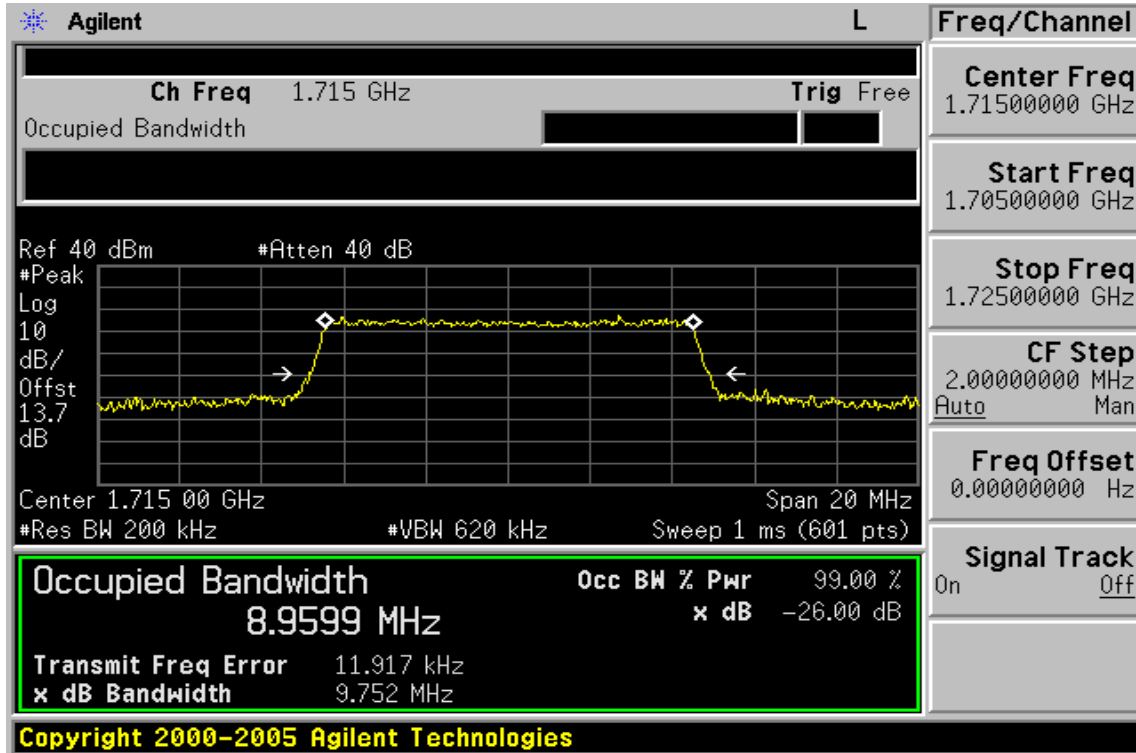 Agilent L Freq/Channel
Ch Freq 1.715 GHz Trig Free
Occupied Bandwidth
Center Freq
1.71500000 GHz
Start Freq
1.70500000 GHz
Stop Freq
1.72500000 GHz
CF Step
2.00000000 MHz
Auto Man
Freq Offset
0.00000000 Hz
Signal Track
On Off
Ref 40 dBm #Atten 40 dB
#Peak
Log
10
dB/
Offst
13.7
dB
Center 1.715 00 GHz Span 20 MHz
#Res BW 200 kHz #VBW 620 kHz Sweep 1 ms (601 pts)
Occupied Bandwidth Occ BW % Pwr 99.00 %
8.9599 MHz x dB -26.00 dB
Transmit Freq Error 11.917 kHz
x dB Bandwidth 9.752 MHz
Copyright 2000-2005 Agilent Technologies